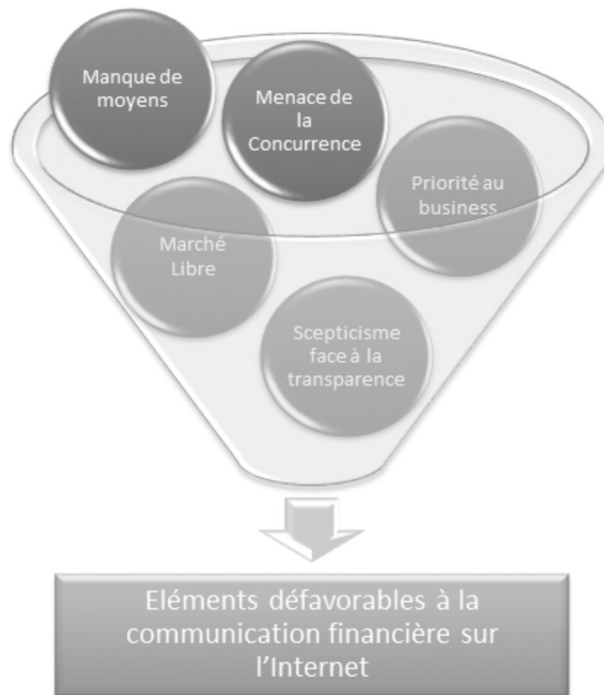 Manque de
moyens
Menace de
la
Concurrence
Priorité au
business
Marché
Libre
Scepticisme
face à la
transparence
Eléments défavorables à la
communication financière sur
l'Internet